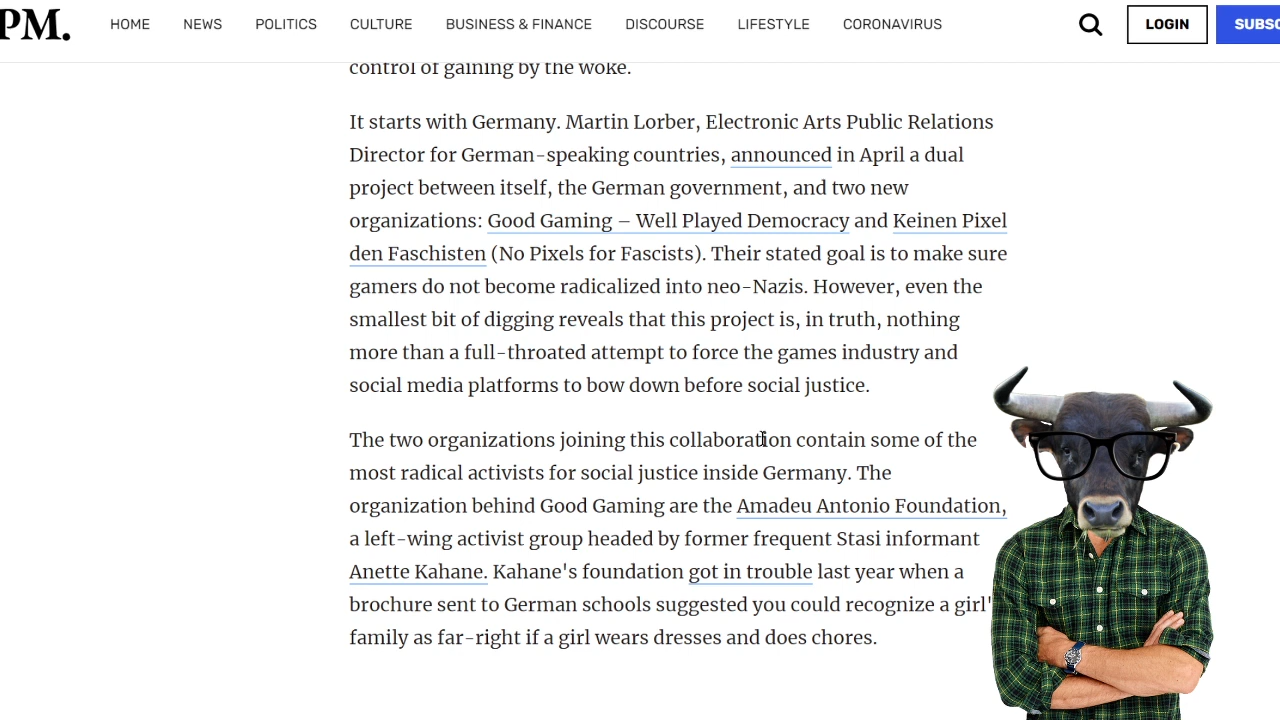 PM.
HOME NEWS POLITICS CULTURE BUSINESS & FINANCE DISCOURSE LIFESTYLE CORONAVIRUS LOGIN SUBSC
control of gaining by the woke.
It starts with Germany. Martin Lorber, Electronic Arts Public Relations
Director for German-speaking countries, announced in April a dual
project between itself, the German government, and two new
organizations: Good Gaming – Well Played Democracy and Keinen Pixel
den Faschisten (No Pixels for Fascists). Their stated goal is to make sure
gamers do not become radicalized into neo-Nazis. However, even the
smallest bit of digging reveals that this project is, in truth, nothing
more than a full-throated attempt to force the games industry and
social media platforms to bow down before social justice.
The two organizations joining this collaboration contain some of the
most radical activists for social justice inside Germany. The
organization behind Good Gaming are the Amadeu Antonio Foundation,
a left-wing activist group headed by former frequent Stasi informant
Anette Kahane. Kahane's foundation got in trouble last year when a
brochure sent to German schools suggested you could recognize a girl'
family as far-right if a girl wears dresses and does chores.